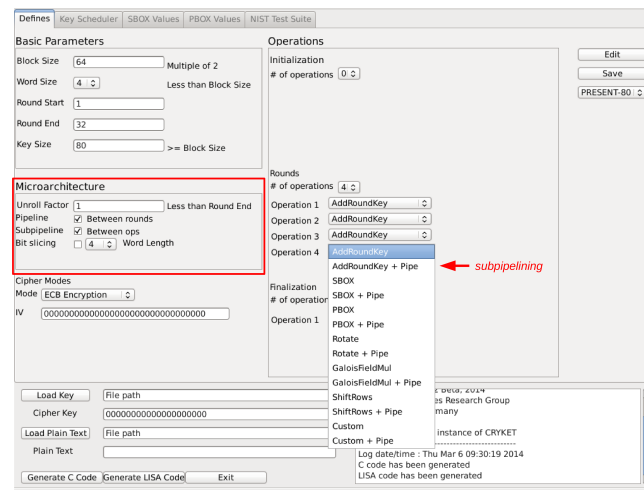 Defines Key Scheduler SBOX Values PBOX Values NIST Test Suite
Basic Parameters
Block Size 64 Multiple of 2
Word Size 4 Less than Block Size
Round Start 1
Round End 32
Key Size 80 >= Block Size
Microarchitecture
Unroll Factor 1 Less than Round End
Pipeline Between rounds
Subpipeline Between ops
Bit slicing 4 Word Length
Cipher Modes
Mode ECB Encryption
IV 00000000000000000000000000000000
Operations
Initialization
# of operations 0
Rounds
# of operations 4
Operation 1 AddRoundKey
Operation 2 AddRoundKey
Operation 3 AddRoundKey
Operation 4 AddRoundKey
AddRoundKey + Pipe
SBOX
SBOX + Pipe
PBOX
PBOX + Pipe
Rotate
Rotate + Pipe
GaloisFieldMul
GaloisFieldMul + Pipe
ShiftRows
ShiftRows + Pipe
Custom
Custom + Pipe
subpipelining
Finalization
# of operation
Operation 1
Edit
Save
PRESENT-80
Load Key File path
Cipher Key 00000000000000000000
Load Plain Text File path
Plain Text
Generate C Code Generate LISA Code Exit
Beta, 2014
es Research Group
many
instance of CRYKET
Log date/time : Thu Mar 6 09:30:19 2014
C code has been generated
LISA code has been generated